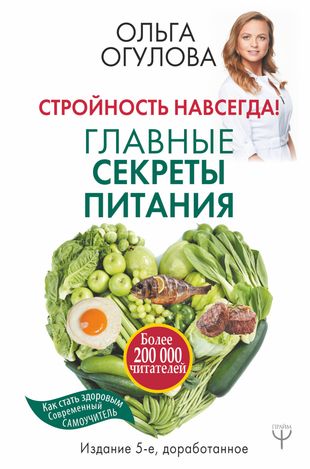 ОЛЬГА
ОГУЛОВА
СТРОЙНОСТЬ НАВСЕГДА!
ГЛАВНЫЕ
СЕКРЕТЫ
ПИТАНИЯ
Более
200 000
читателей
Как стать здоровым
Современный
САМОУЧИТЕЛЬ
ПРАЙМ
Издание 5-е, доработанное